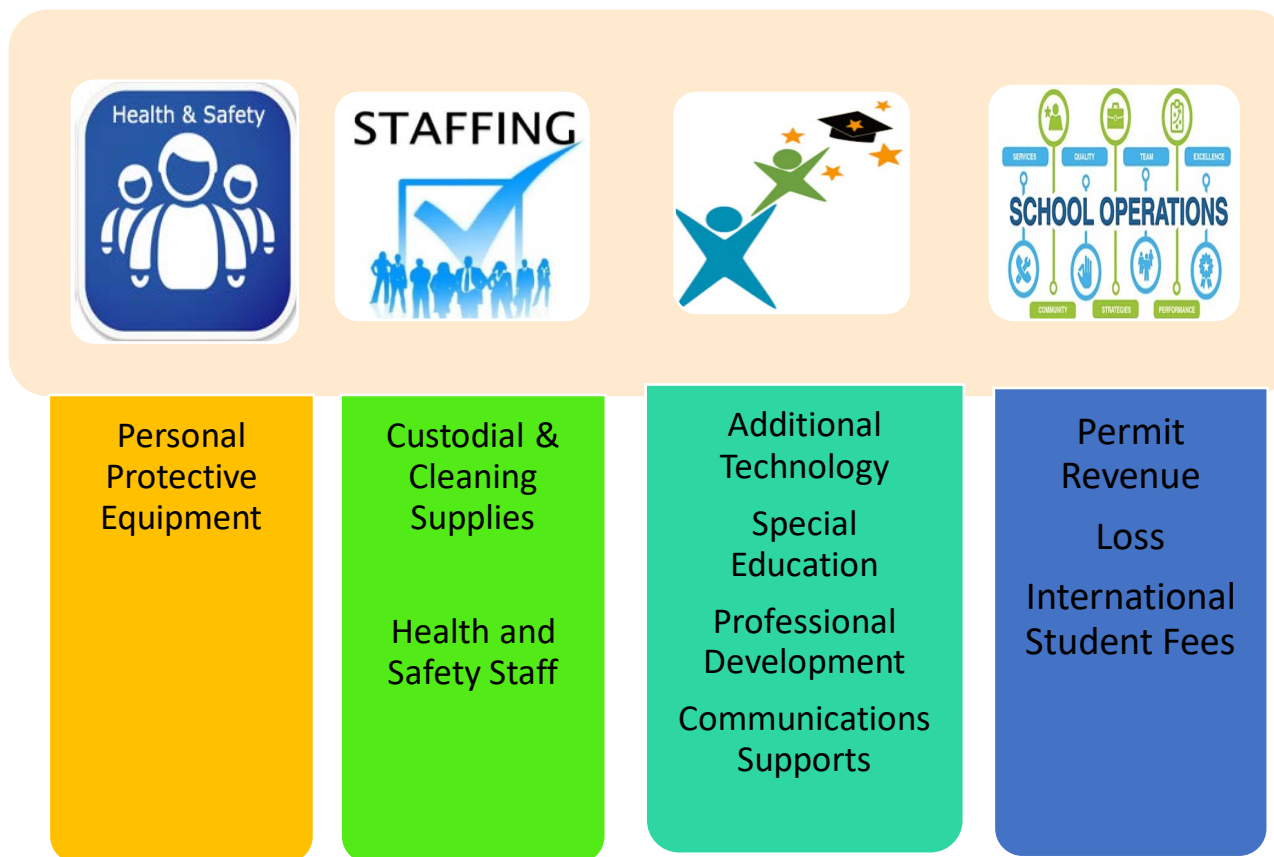 Health & Safety
STAFFING
SERVICES
QUALITY
TEAM
EXCELLENCE
SCHOOL OPERATIONS
COMMUNITY
STRATEGIES
PERFORMANCE
Personal
Protective
Equipment
Custodial &
Cleaning
Supplies
Health and
Safety Staff
Additional
Technology
Special
Education
Professional
Development
Communications
Supports
Permit
Revenue
Loss
International
Student Fees